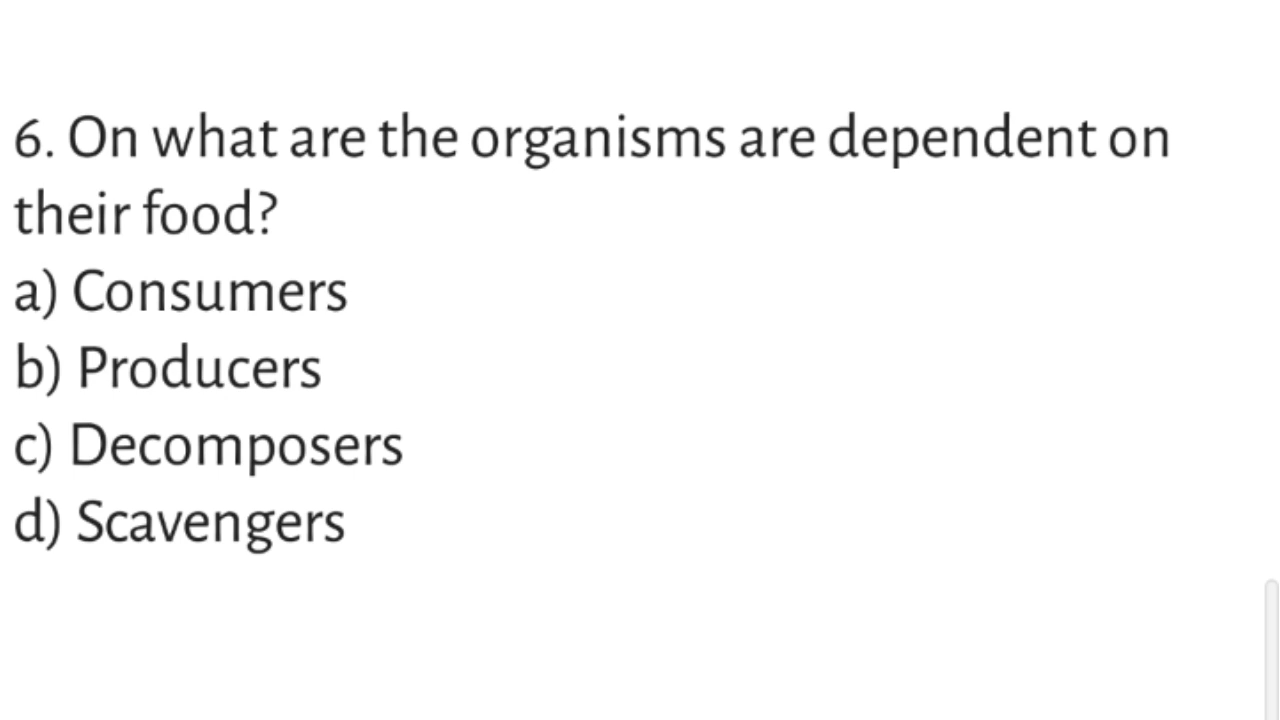 6. On what are the organisms are dependent on
their food?
a) Consumers
b) Producers
c) Decomposers
d) Scavengers